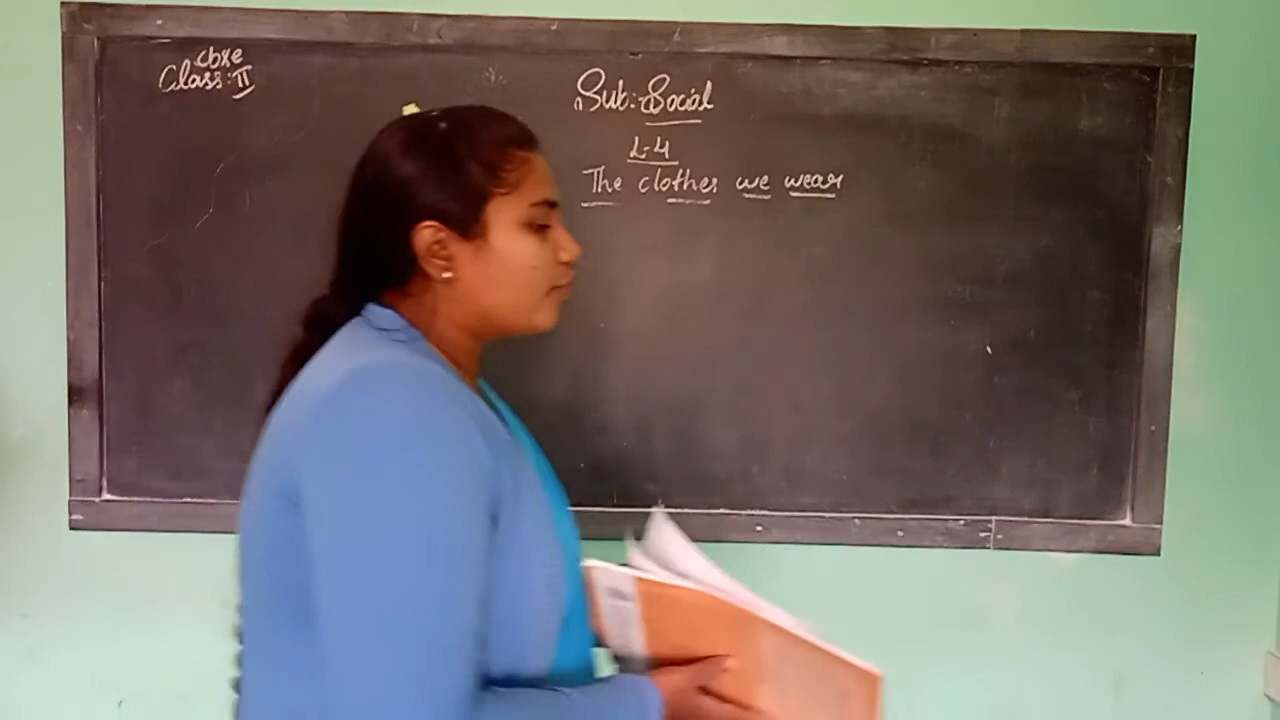 cbse
Class: II
Sub:- Social
L-4
The clothes we wear